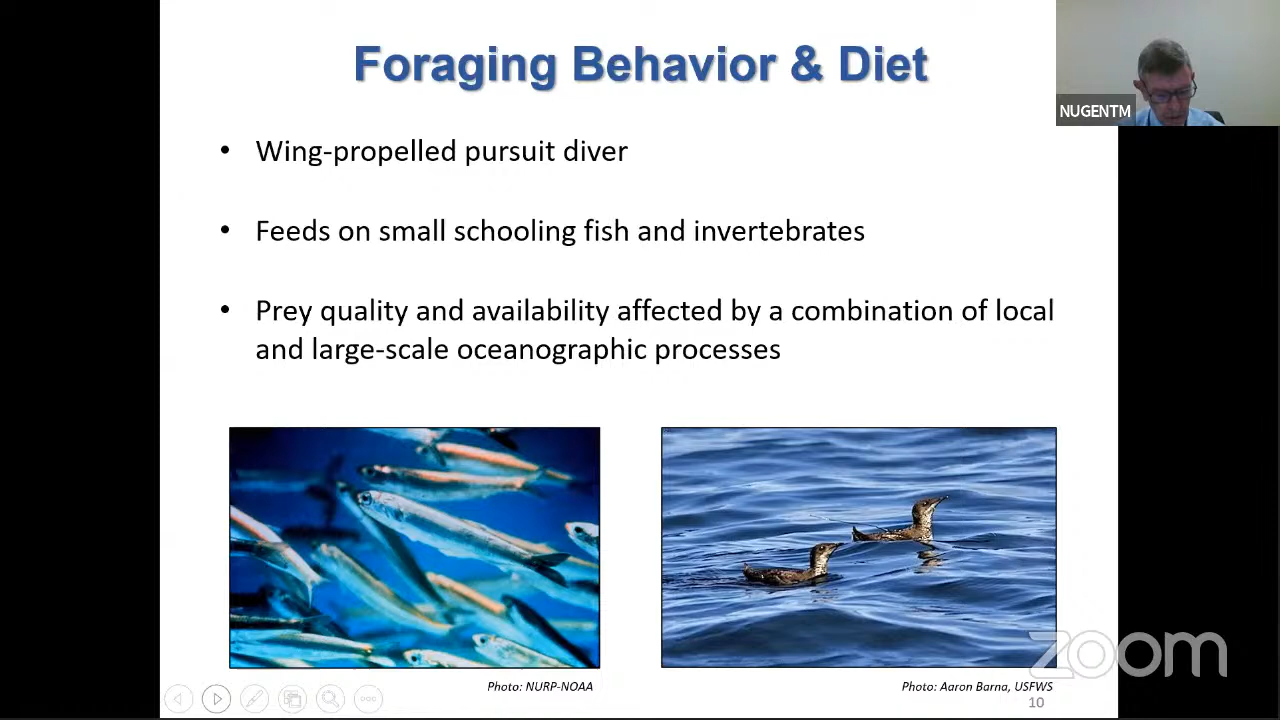 Foraging Behavior & Diet
NUGENTM
• Wing-propelled pursuit diver
• Feeds on small schooling fish and invertebrates
• Prey quality and availability affected by a combination of local
and large-scale oceanographic processes
Photo: NURP-NOAA
Photo: Aaron Barna, USFWS
zoom
10